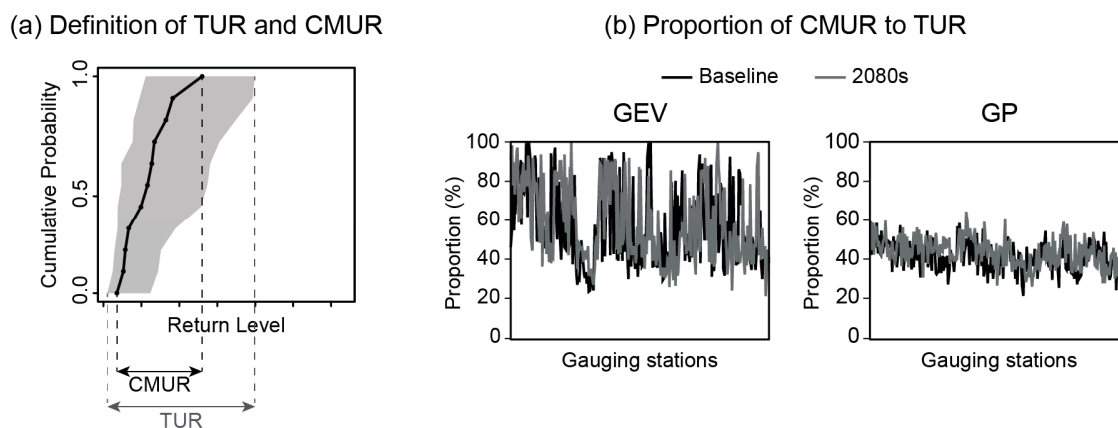 (a) Definition of TUR and CMUR
Cumulative Probability
1.0
0.5
0.0
Return Level
CMUR
TUR
(b) Proportion of CMUR to TUR
Baseline 2080s
GEV
Proportion (%)
100
80
60
40
20
0
Gauging stations
GP
Proportion (%)
100
80
60
40
20
0
Gauging stations